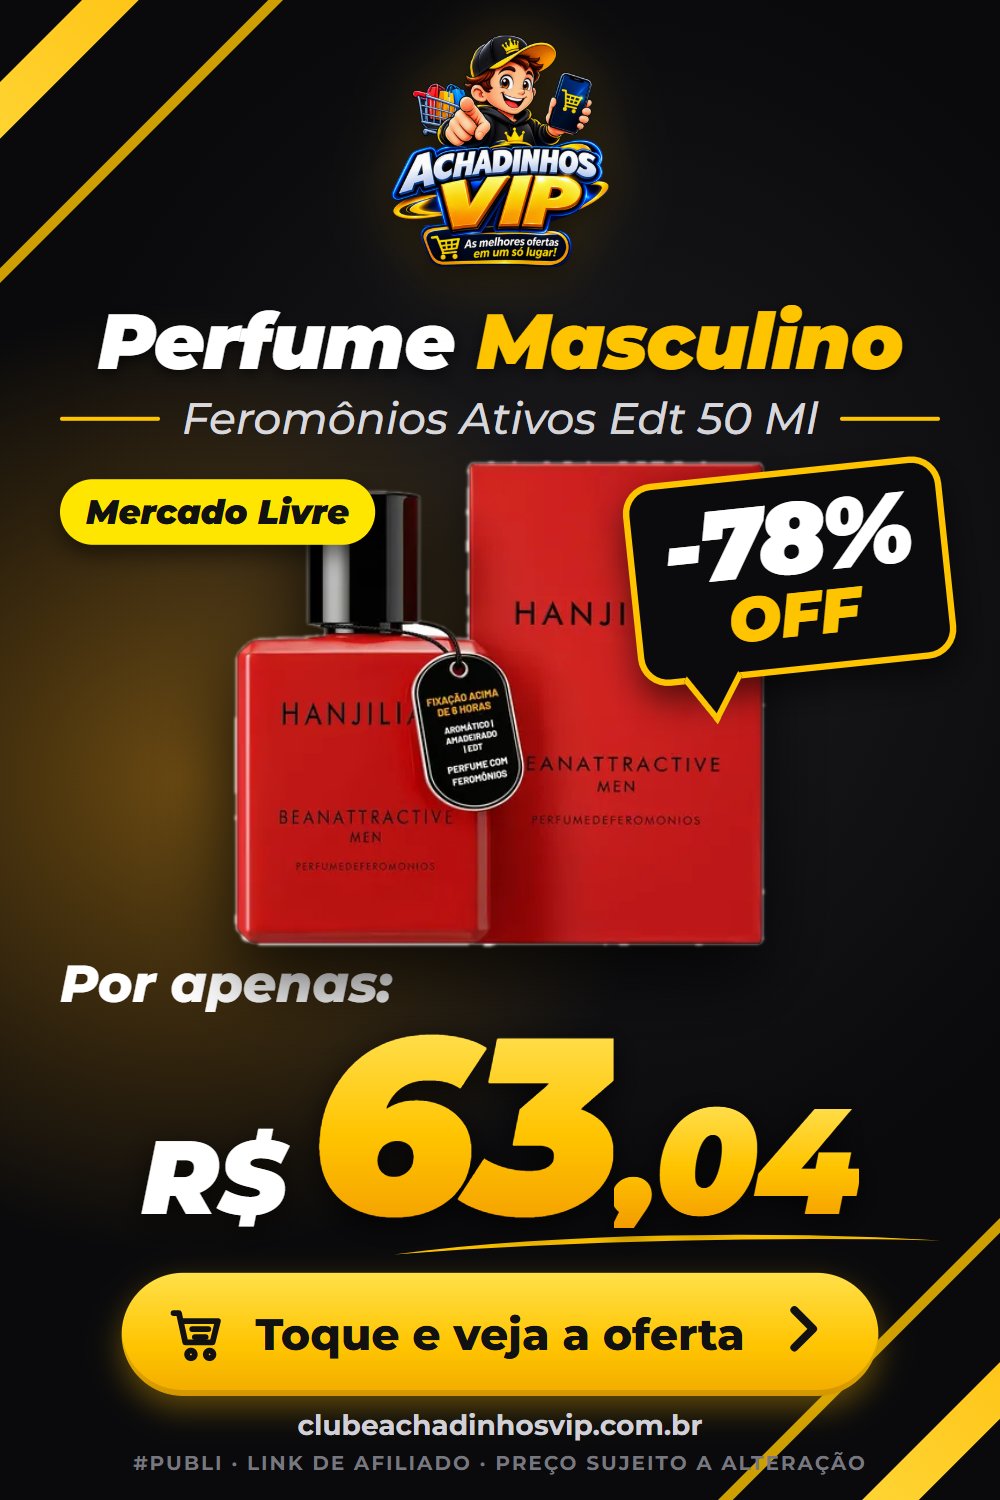 ACHADINHOS
VIP
As melhores ofertas
em um só lugar!
Perfume Masculino
Feromônios Ativos Edt 50 Ml
Mercado Livre
-78%
OFF
HANJI
HANJILIA
FIXAÇÃO ACIMA
DE 6 HORAS
AROMÁTICO |
AMADEIRADO
| EDT
PERFUME COM
FEROMÔNIOS
EANATTRACTIVE
MEN
PERFUMEDEFEROMONIOS
BEANATTRACTIVE
MEN
PERFUMEDEFEROMONIOS
Por apenas:
R$ 63,04
Toque e veja a oferta
clubeachadinhosvip.com.br
#PUBLI · LINK DE AFILIADO · PREÇO SUJEITO A ALTERAÇÃO